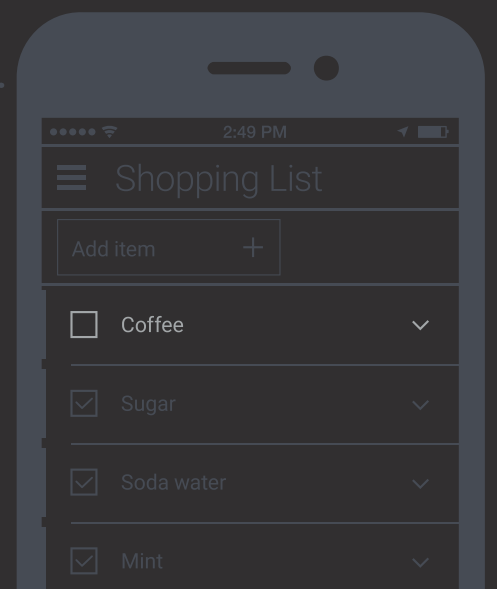 2:49 PM
Shopping List
Add item
Coffee
Sugar
Soda water
Mint